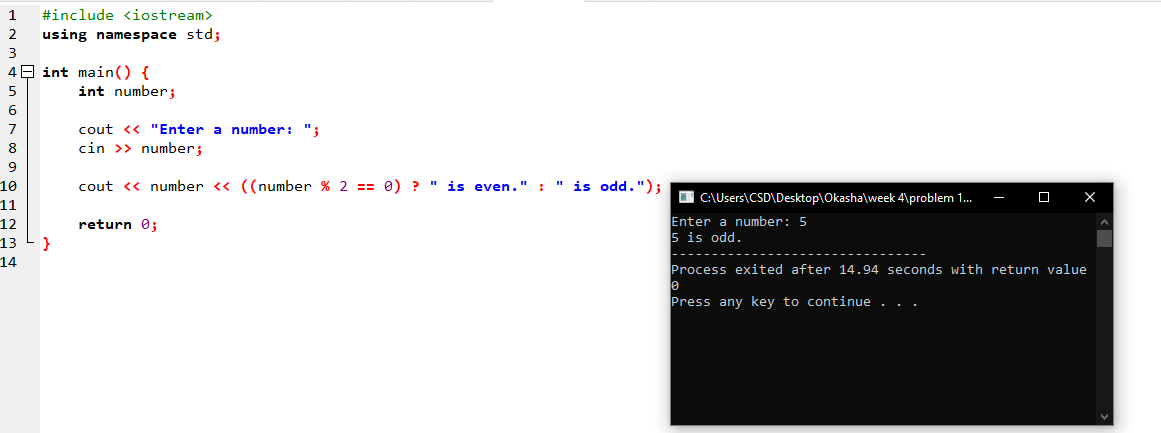 1 #include <iostream>
2 using namespace std;
3
4 int main() {
5     int number;
6
7     cout << "Enter a number: ";
8     cin >> number;
9
10     cout << number << ((number % 2 == 0) ? " is even." : " is odd.");
11
12     return 0;
13 }
14
C:\Users\CSD\Desktop\Okasha\week 4\problem 1...
Enter a number: 5
5 is odd.
--------------------------------
Process exited after 14.94 seconds with return value
0
Press any key to continue . . .